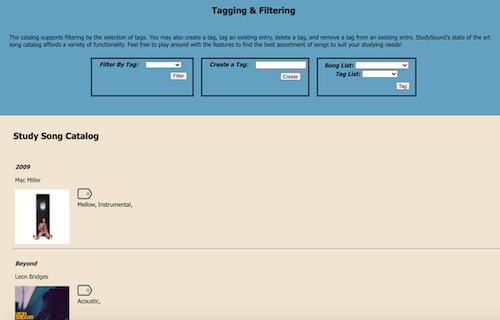 Tagging & Filtering
The catalog supports filtering by the selection of tags. You may also create a tag, tag an existing entry, delete a tag, and remove a tag from an existing entry. StudySound's state of the art
song catalog affords a variety of functionality. Feel free to play around with the features to find the best assortment of songs to suit your studying needs!
Filter By Tag:
Filter
Create a Tag:
Create
Song List:
Tag List:
Tag
Study Song Catalog
2009
Mac Miller
Mellow, Instrumental,
Beyond
Leon Bridges
Acoustic,
LEON
BRIDGES